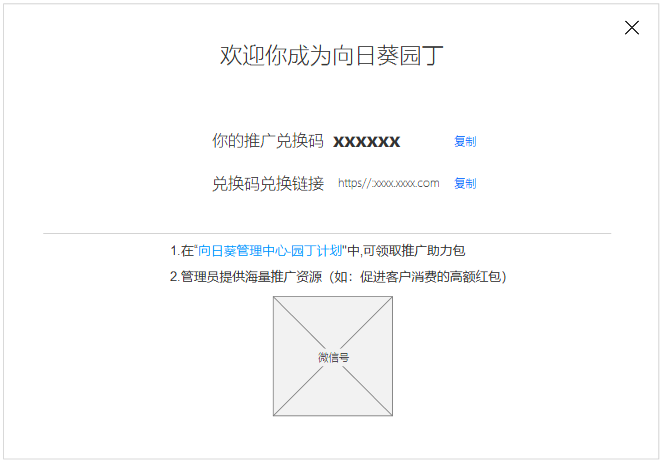 欢迎你成为向日葵园丁
你的推广兑换码 xxxxxx 复制
兑换码兑换链接 https//:xxxx.xxxx.com 复制
1.在“向日葵管理中心-园丁计划”中,可领取推广助力包
2.管理员提供海量推广资源（如：促进客户消费的高额红包）
微信号